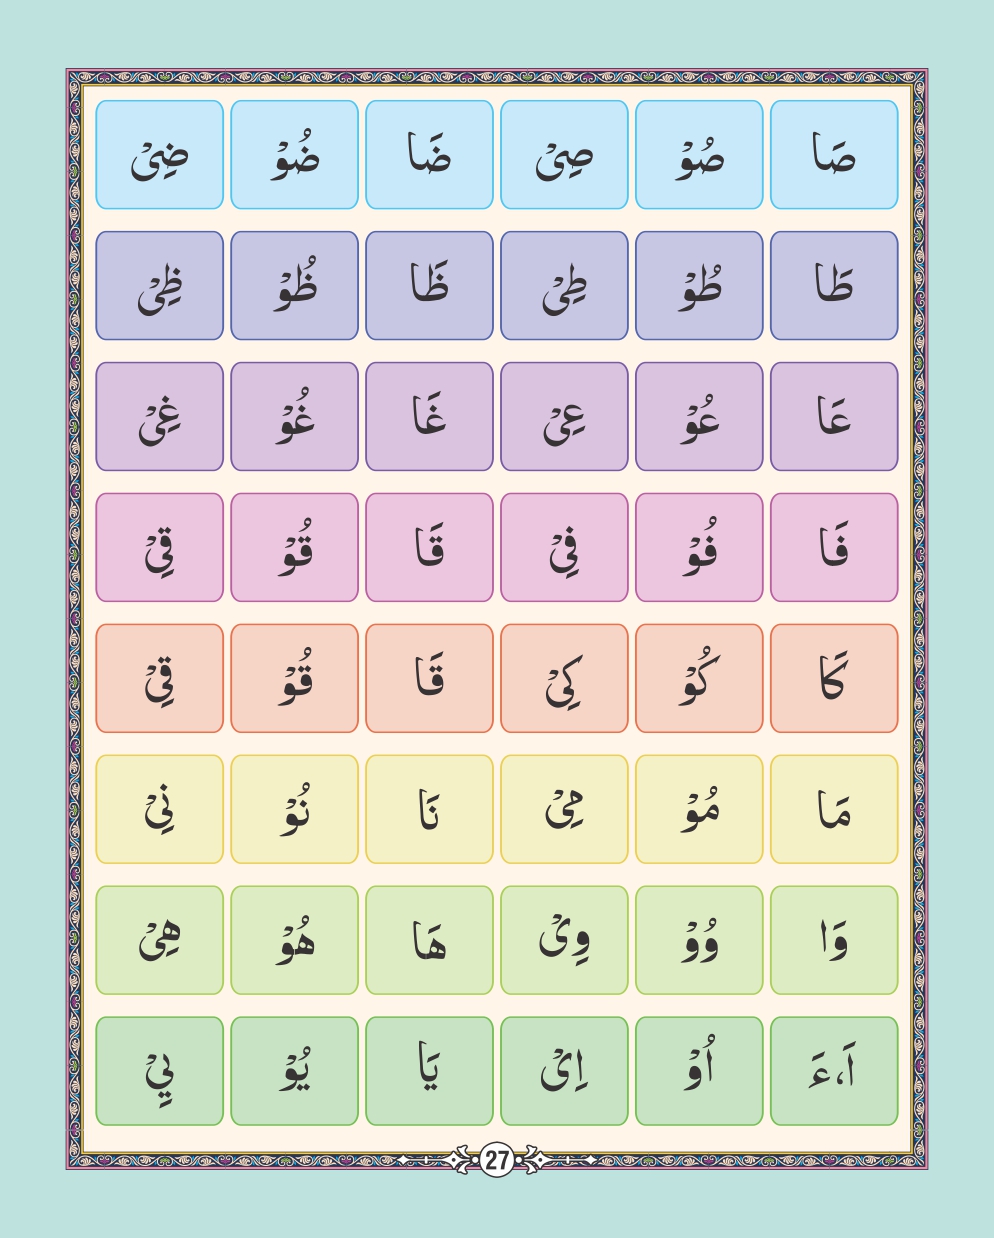 صَا صُوْ صِیْ ضَا ضُوْ ضِیْ
طَا طُوْ طِیْ ظَا ظُوْ ظِیْ
عَا عُوْ عِیْ غَا غُوْ غِیْ
فَا فُوْ فِیْ قَا قُوْ قِیْ
کَا کُوْ کِیْ قَا قُوْ قِیْ
مَا مُوْ مِیْ نَا نُوْ نِیْ
وَا وُوْ وِیْ هَا هُوْ هِیْ
اَ،ءَ اُوْ اِیْ یَا یُوْ یِیْ
27